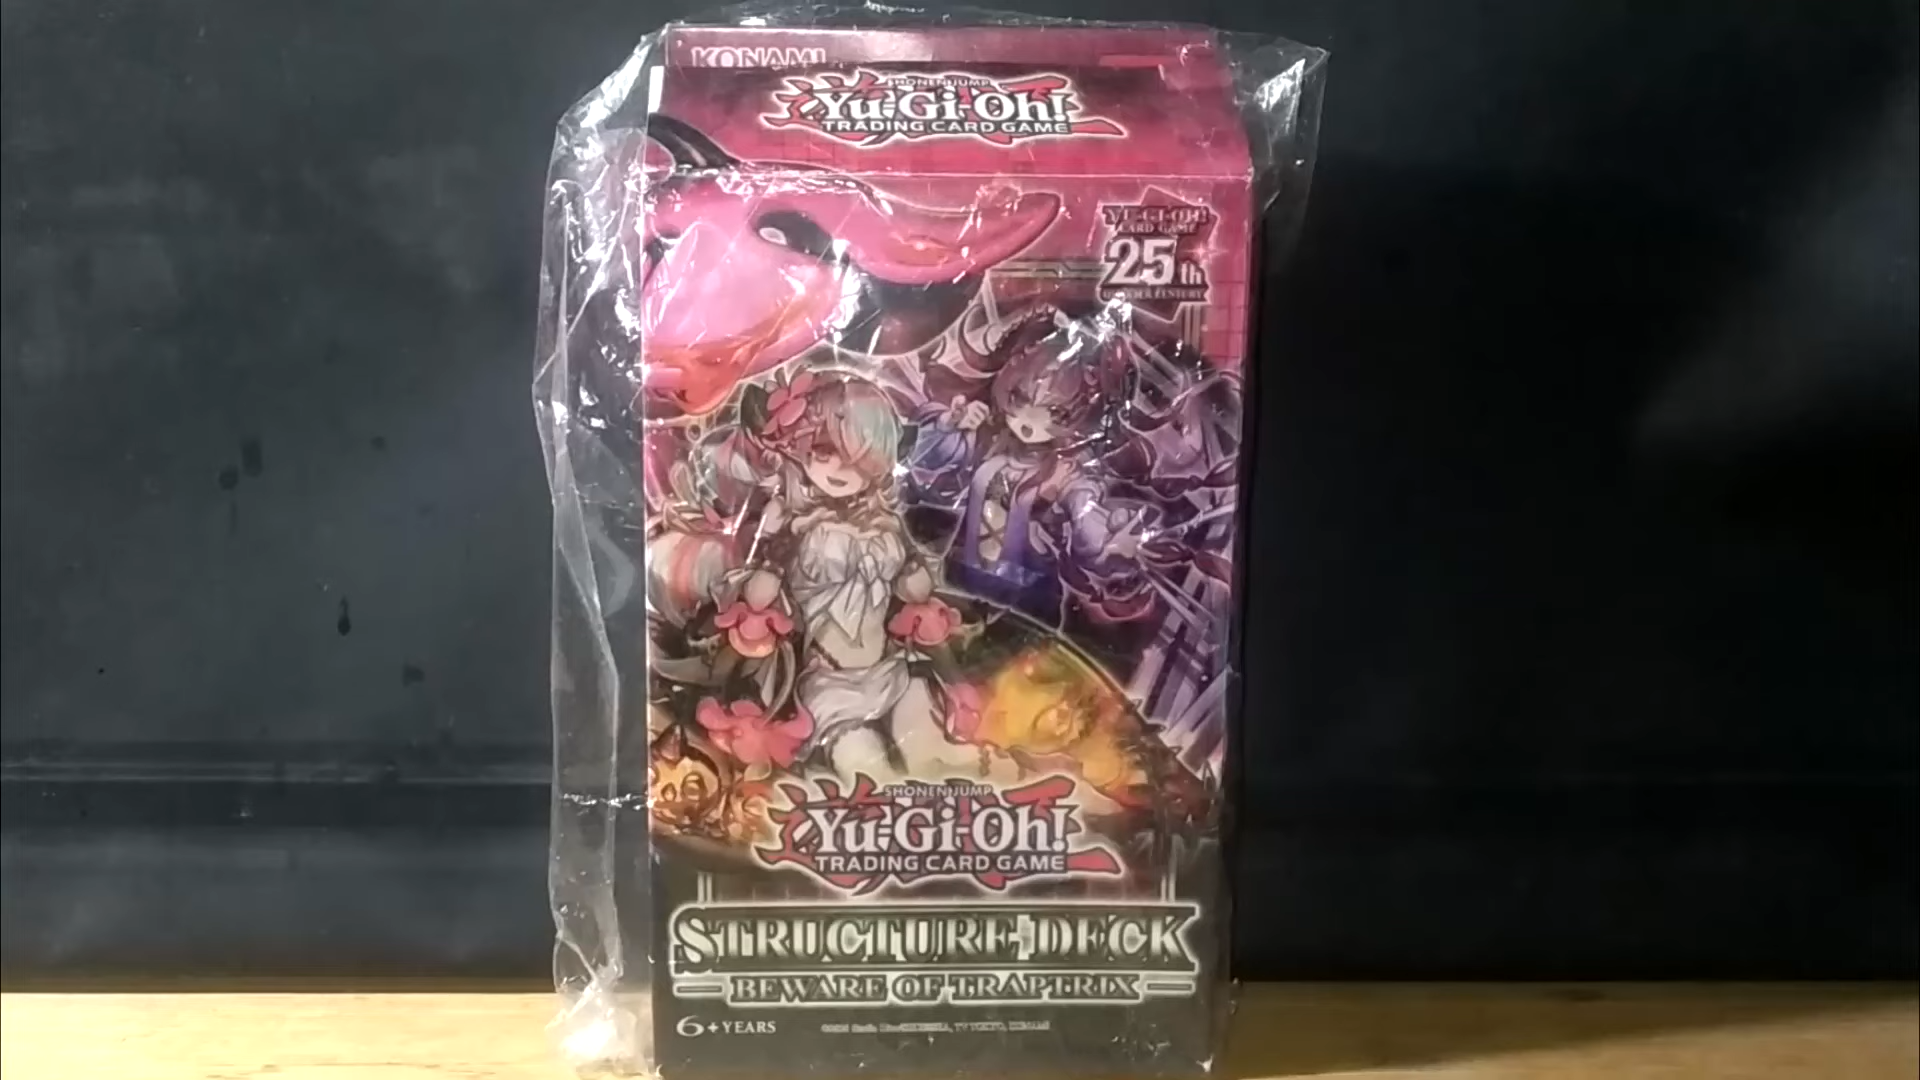 KONAMI
SHONEN JUMP
Yu-Gi-Oh!
TRADING CARD GAME
YU-GI-OH!
CARD GAME
25th
SHONEN JUMP
Yu-Gi-Oh!
TRADING CARD GAME
STRUCTURE DECK
BEWARE OF TRAPTRIX
6+ YEARS